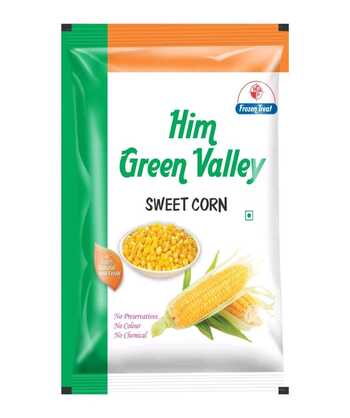 Frozen Treat
Him
Green Valley
SWEET CORN
No Preservatives
No Colour
No Chemical